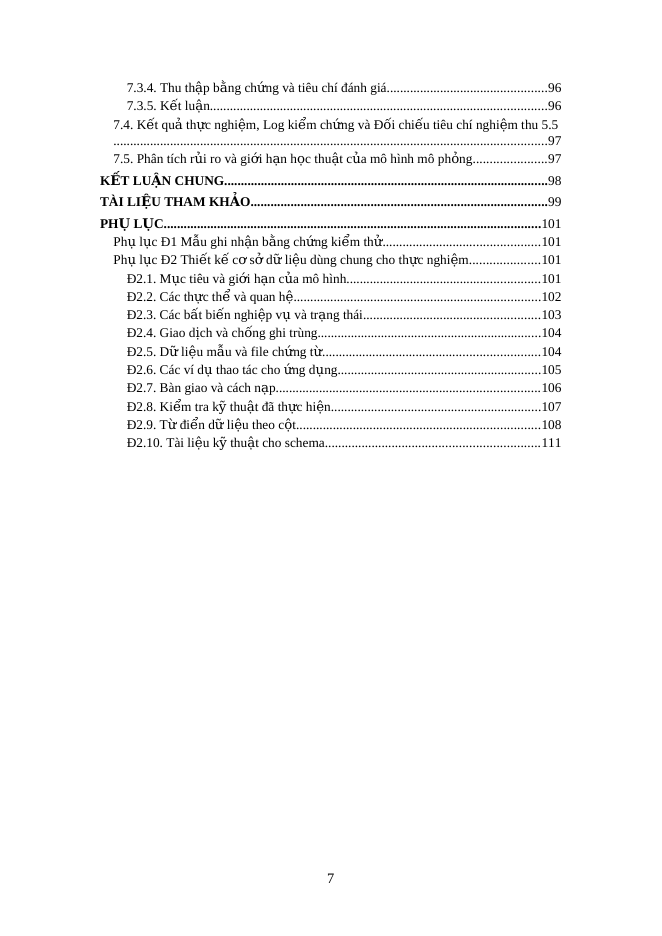 7.3.4. Thu thập bằng chứng và tiêu chí đánh giá................................................96
7.3.5. Kết luận.....................................................................................................96
7.4. Kết quả thực nghiệm, Log kiểm chứng và Đối chiếu tiêu chí nghiệm thu 5.5
..................................................................................................................................97
7.5. Phân tích rủi ro và giới hạn học thuật của mô hình mô phỏng......................97
KẾT LUẬN CHUNG.................................................................................................98
TÀI LIỆU THAM KHẢO.........................................................................................99
PHỤ LỤC.................................................................................................................101
Phụ lục Đ1 Mẫu ghi nhận bằng chứng kiểm thử...............................................101
Phụ lục Đ2 Thiết kế cơ sở dữ liệu dùng chung cho thực nghiệm.....................101
Đ2.1. Mục tiêu và giới hạn của mô hình..........................................................101
Đ2.2. Các thực thể và quan hệ..........................................................................102
Đ2.3. Các bất biến nghiệp vụ và trạng thái.....................................................103
Đ2.4. Giao dịch và chống ghi trùng...................................................................104
Đ2.5. Dữ liệu mẫu và file chứng từ..................................................................104
Đ2.6. Các ví dụ thao tác cho ứng dụng.............................................................105
Đ2.7. Bàn giao và cách nạp................................................................................106
Đ2.8. Kiểm tra kỹ thuật đã thực hiện...............................................................107
Đ2.9. Từ điển dữ liệu theo cột.........................................................................108
Đ2.10. Tài liệu kỹ thuật cho schema.................................................................111
7